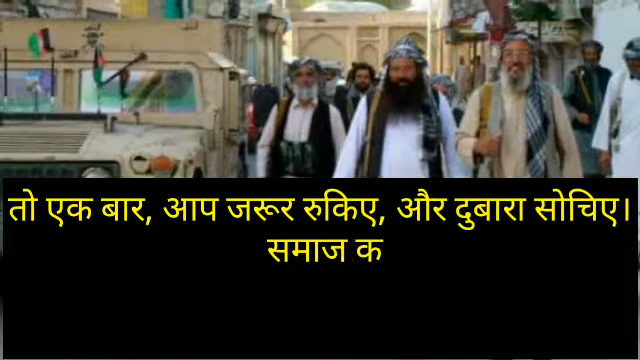 तो एक बार, आप जरूर रुकिए, और दुबारा सोचिए।
समाज क